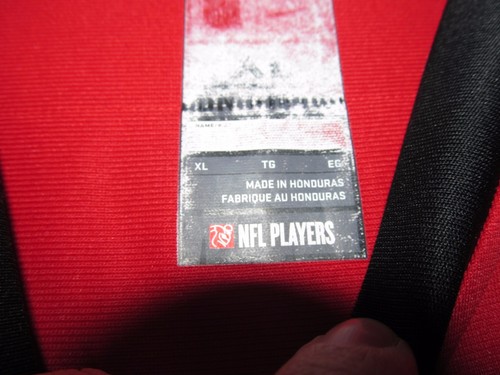 XL TG EG
MADE IN HONDURAS
FABRIQUE AU HONDURAS
NFL PLAYERS